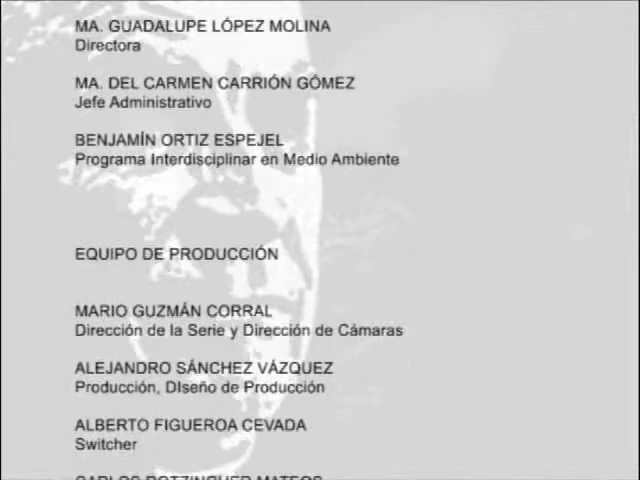 MA. GUADALUPE LÓPEZ MOLINA
Directora
MA. DEL CARMEN CARRIÓN GÓMEZ
Jefe Administrativo
BENJAMÍN ORTIZ ESPEJEL
Programa Interdisciplinar en Medio Ambiente
EQUIPO DE PRODUCCIÓN
MARIO GUZMÁN CORRAL
Dirección de la Serie y Dirección de Cámaras
ALEJANDRO SÁNCHEZ VÁZQUEZ
Producción, DIseño de Producción
ALBERTO FIGUEROA CEVADA
Switcher
CARLOS